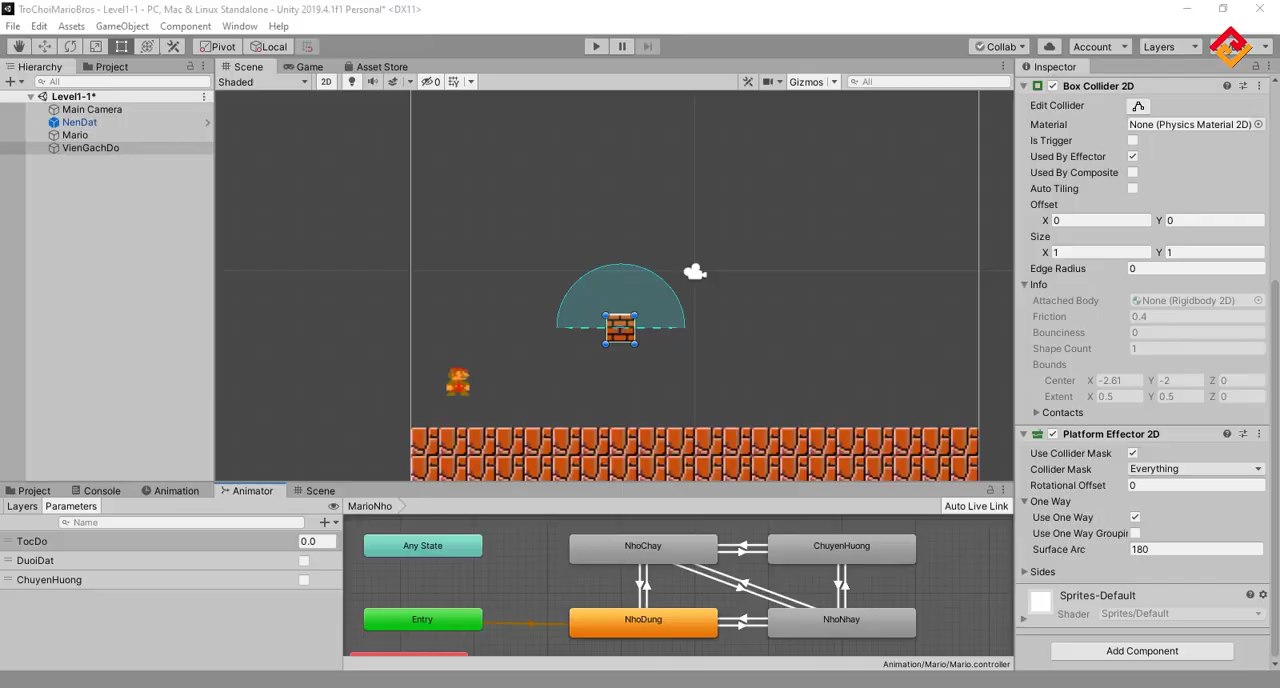 TroChoiMarioBros - Level1-1 - PC, Mac & Linux Standalone - Unity 2019.4.1f1 Personal* <DX11>
File Edit Assets GameObject Component Window Help
Pivot Local Collab Account Layers
Hierarchy Project Scene Game Asset Store Inspector
All Shaded 2D 0 Gizmos All
Level1-1*
Main Camera
NenDat
Mario
VienGachDo
Box Collider 2D
Edit Collider
Material None (Physics Material 2D)
Is Trigger
Used By Effector
Used By Composite
Auto Tiling
Offset
X 0 Y 0
Size
X 1 Y 1
Edge Radius 0
Info
Attached Body None (Rigidbody 2D)
Friction 0.4
Bounciness 0
Shape Count 1
Bounds
Center X -2.61 Y -2 Z 0
Extent X 0.5 Y 0.5 Z 0
Contacts
Platform Effector 2D
Use Collider Mask
Collider Mask Everything
Rotational Offset 0
One Way
Use One Way
Use One Way Groupin
Surface Arc 180
Sides
Sprites-Default
Shader Sprites/Default
Add Component
Project Console Animation Animator Scene
Layers Parameters MarioNho Auto Live Link
Name
TocDo 0.0
DuoiDat
ChuyenHuong
Any State NhoChay ChuyenHuong
Entry NhoDung NhoNhay
Animation/Mario/Mario.controller